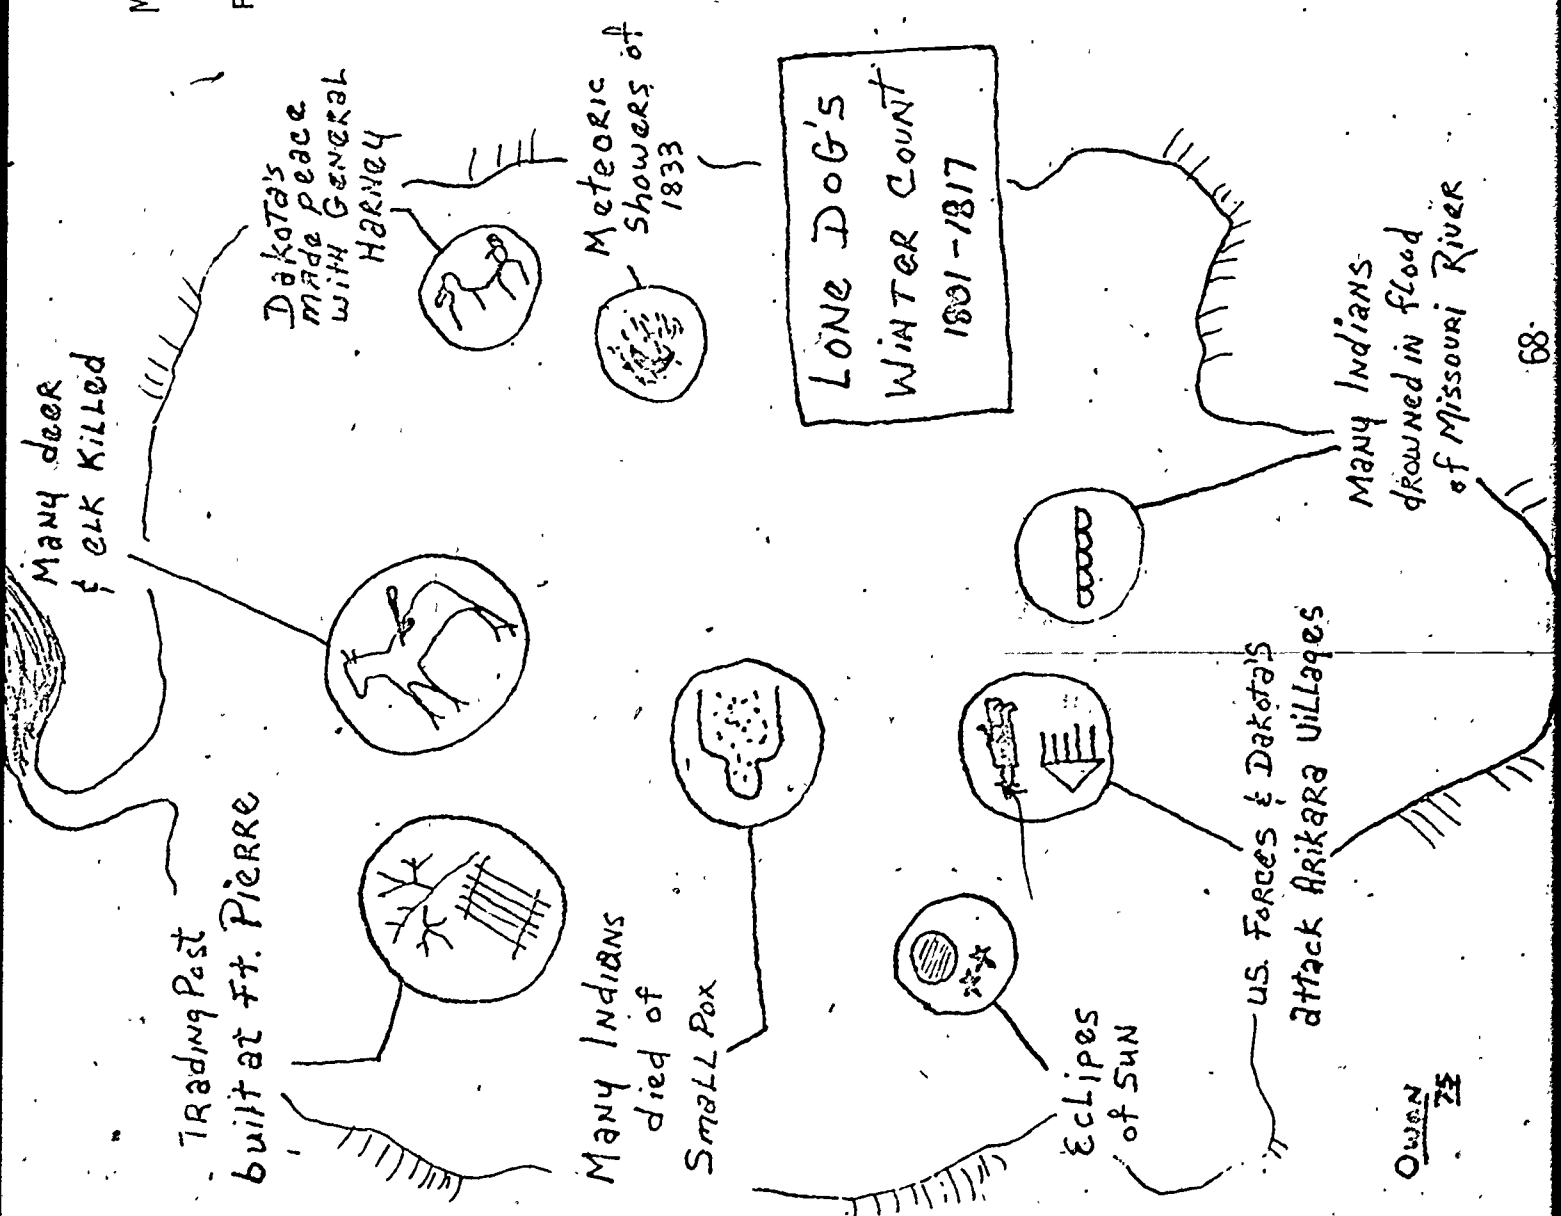 Trading Post
built at Ft. Pierre
Many deer
& elk Killed
Dakota's
made peace
with General
Harney
Many Indians
died of
Small Pox
Meteoric
showers of
1833
LONE DOG'S
WINTER COUNT
1801-1817
Eclipes
of Sun
U.S. Forces & Dakota's
attack Arikara Villages
Many Indians
drowned in flood
of Missouri River
Owen
75
68